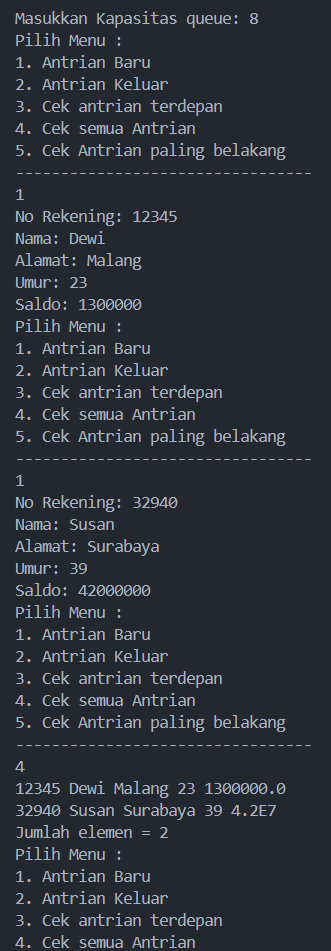 Masukkan Kapasitas queue: 8
Pilih Menu :
1. Antrian Baru
2. Antrian Keluar
3. Cek antrian terdepan
4. Cek semua Antrian
5. Cek Antrian paling belakang
---------------------------------
1
No Rekening: 12345
Nama: Dewi
Alamat: Malang
Umur: 23
Saldo: 1300000
Pilih Menu :
1. Antrian Baru
2. Antrian Keluar
3. Cek antrian terdepan
4. Cek semua Antrian
5. Cek Antrian paling belakang
---------------------------------
1
No Rekening: 32940
Nama: Susan
Alamat: Surabaya
Umur: 39
Saldo: 42000000
Pilih Menu :
1. Antrian Baru
2. Antrian Keluar
3. Cek antrian terdepan
4. Cek semua Antrian
5. Cek Antrian paling belakang
---------------------------------
4
12345 Dewi Malang 23 1300000.0
32940 Susan Surabaya 39 4.2E7
Jumlah elemen = 2
Pilih Menu :
1. Antrian Baru
2. Antrian Keluar
3. Cek antrian terdepan
4. Cek semua Antrian